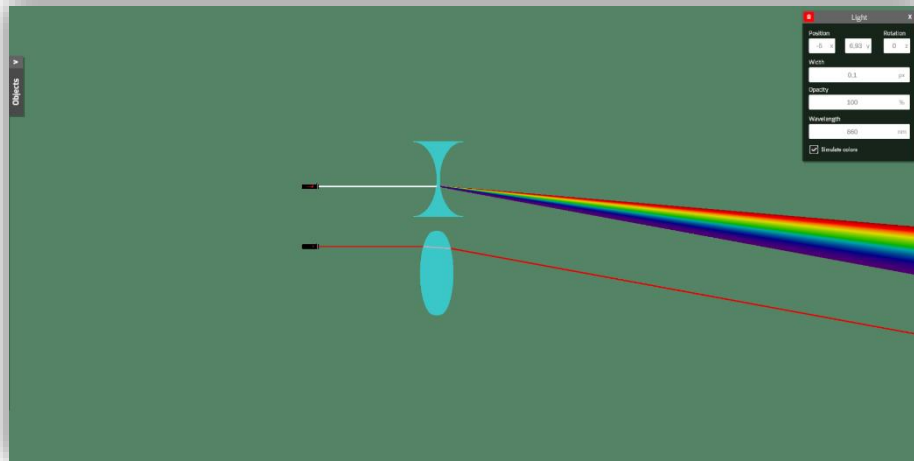 Light
x
Position
Rotation
-5 x
6,93 y
0 z
Width
0,1 px
Opacity
100 %
Wavelength
660 nm
Simulate colors
Objects